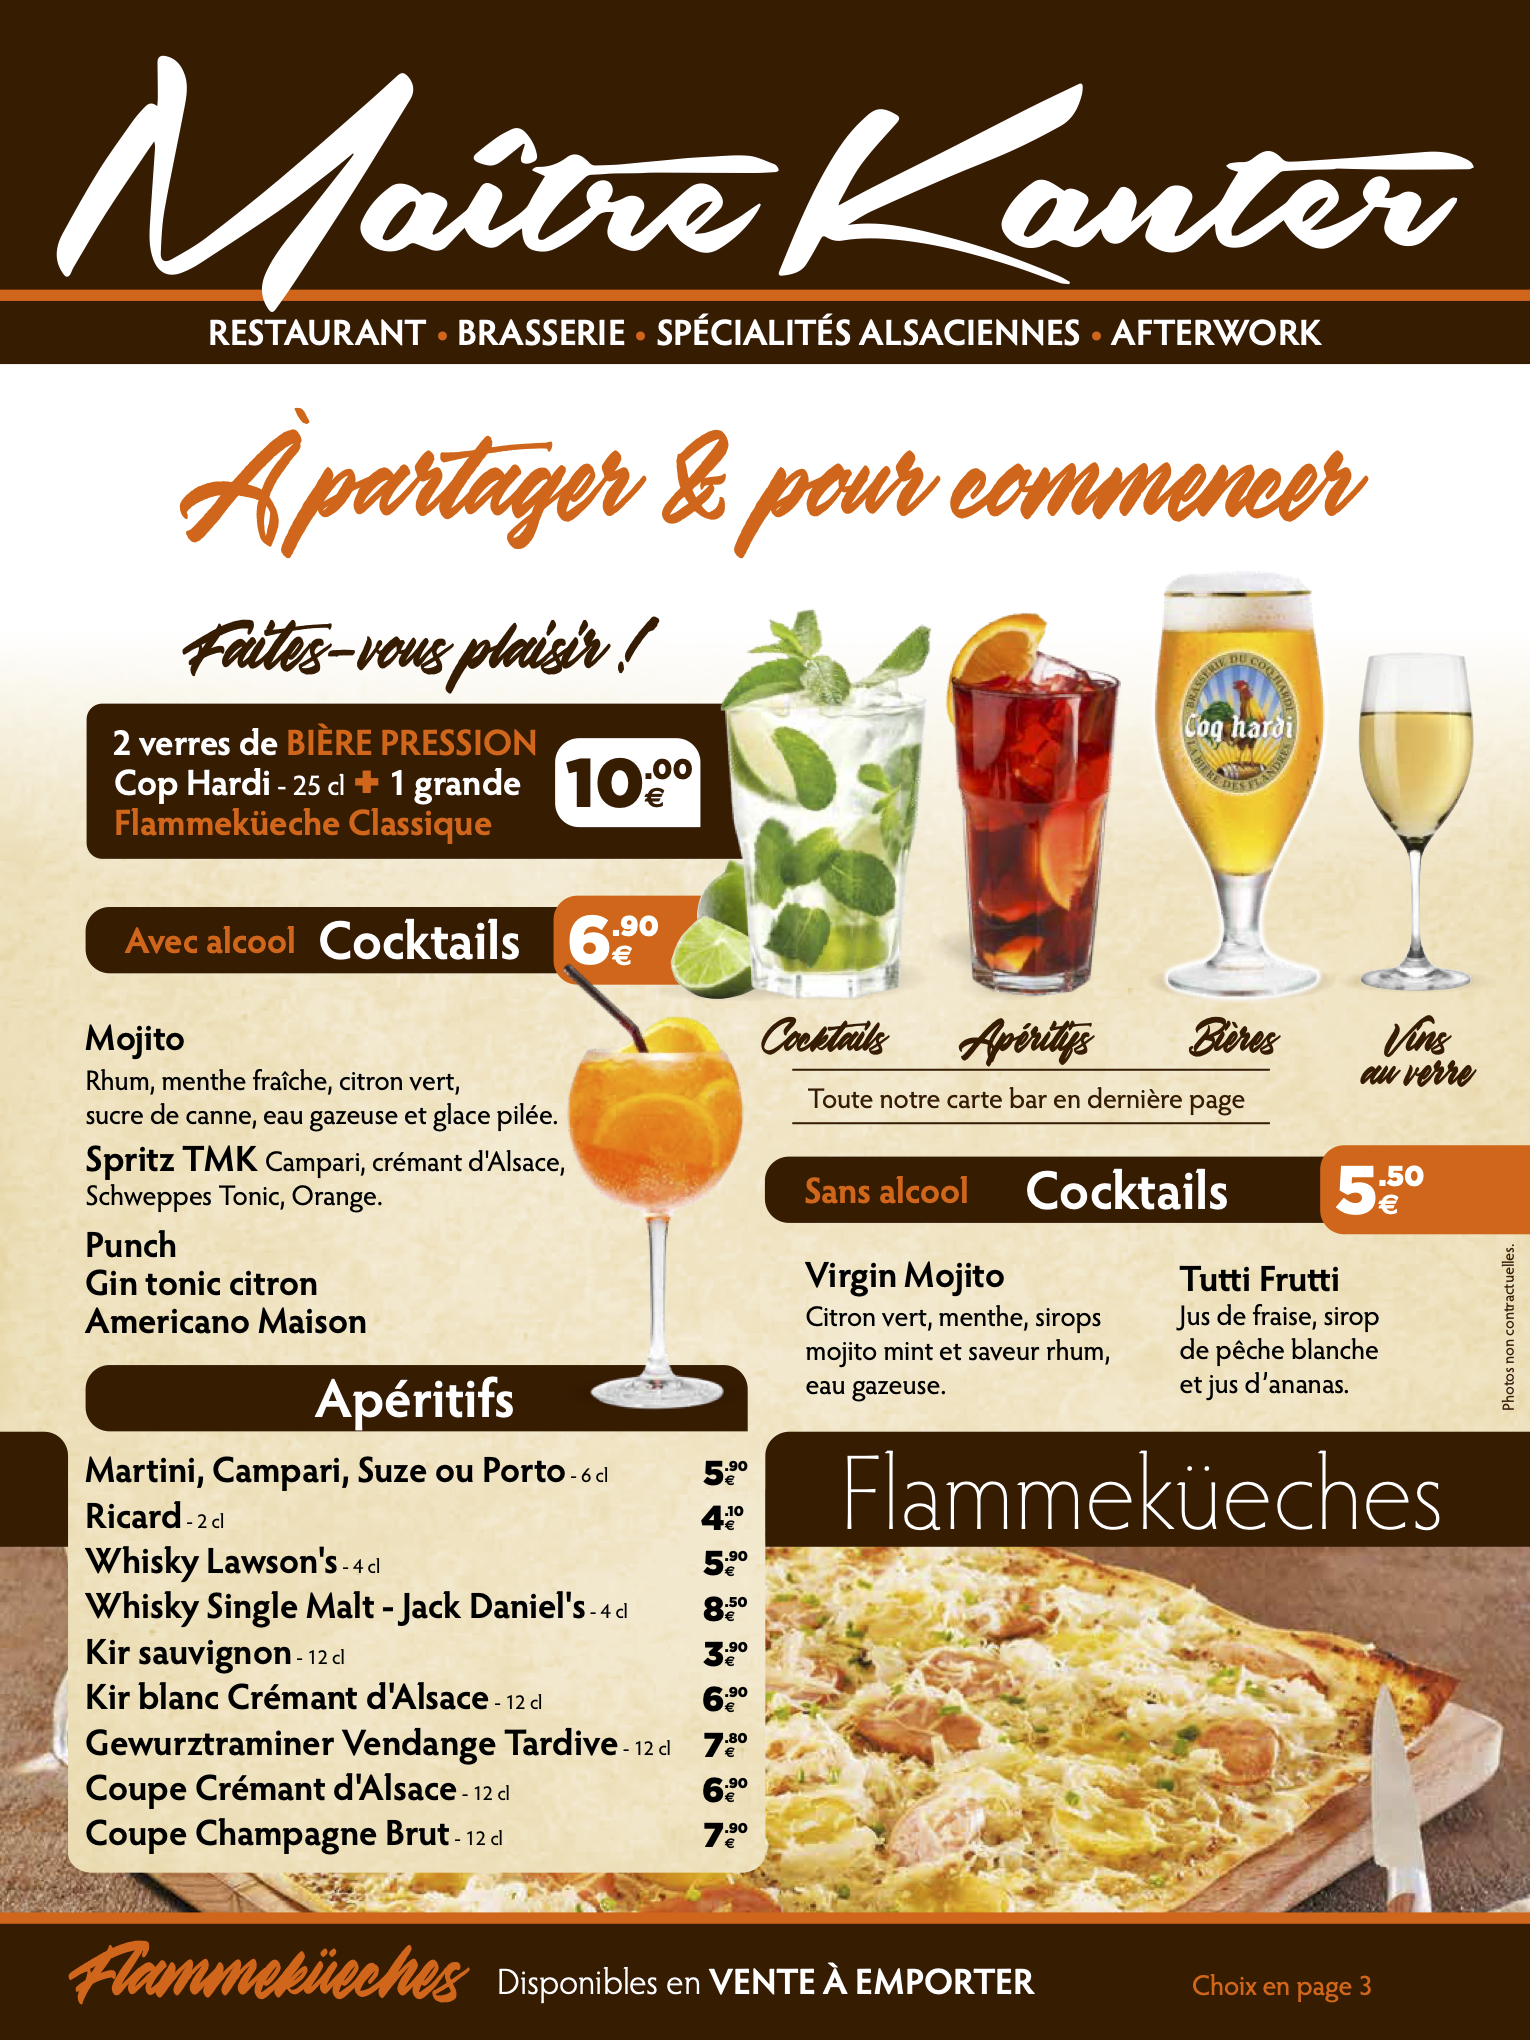 Maître Kanter
RESTAURANT • BRASSERIE • SPÉCIALITÉS ALSACIENNES • AFTERWORK
À partager & pour commencer
Faites-vous plaisir !
2 verres de BIÈRE PRESSION
Cop Hardi - 25 cl + 1 grande
Flammeküeche Classique
10.00 €
Avec alcool Cocktails 6.90 €
Mojito
Rhum, menthe fraîche, citron vert,
sucre de canne, eau gazeuse et glace pilée.
Spritz TMK Campari, crémant d'Alsace,
Schweppes Tonic, Orange.
Punch
Gin tonic citron
Americano Maison
Apéritifs
Martini, Campari, Suze ou Porto - 6 cl 5.90 €
Ricard - 2 cl 4.10 €
Whisky Lawson's - 4 cl 5.90 €
Whisky Single Malt - Jack Daniel's - 4 cl 8.50 €
Kir sauvignon - 12 cl 3.90 €
Kir blanc Crémant d'Alsace - 12 cl 6.90 €
Gewurztraminer Vendange Tardive - 12 cl 7.80 €
Coupe Crémant d'Alsace - 12 cl 6.90 €
Coupe Champagne Brut - 12 cl 7.90 €
BRASSERIE DU COQ HARDI
Coq hardi
LA BIÈRE DES FLANDRES
Cocktails
Apéritifs
Bières
Vins
au verre
Toute notre carte bar en dernière page
Sans alcool Cocktails 5.50 €
Virgin Mojito
Citron vert, menthe, sirops
mojito mint et saveur rhum,
eau gazeuse.
Tutti Frutti
Jus de fraise, sirop
de pêche blanche
et jus d'ananas.
Photos non contractuelles.
Flammeküeches
Flammeküeches Disponibles en VENTE À EMPORTER Choix en page 3